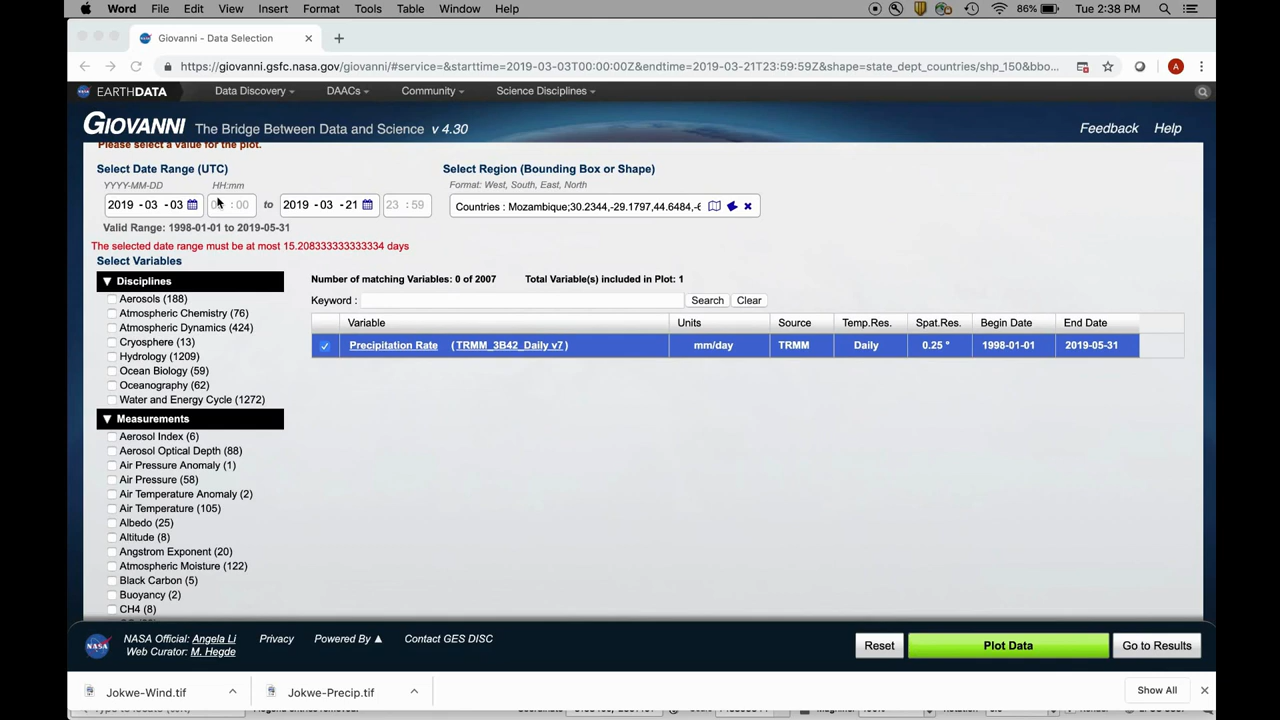 Word File Edit View Insert Format Tools Table Window Help 86% Tue 2:38 PM
Giovanni - Data Selection
https://giovanni.gsfc.nasa.gov/giovanni/#service=&starttime=2019-03-03T00:00:00Z&endtime=2019-03-21T23:59:59Z&shape=state_dept_countries/shp_150&bbo...
EARTHDATA Data Discovery DAACs Community Science Disciplines
GIOVANNI The Bridge Between Data and Science v 4.30 Feedback Help
Please select a value for the plot.
Select Date Range (UTC) Select Region (Bounding Box or Shape)
YYYY-MM-DD HH:mm Format: West, South, East, North
2019 - 03 - 03 :00 to 2019 - 03 - 21 23 : 59 Countries : Mozambique;30.2344,-29.1797,44.6484,-6
Valid Range: 1998-01-01 to 2019-05-31
The selected date range must be at most 15.208333333333334 days
Select Variables
Disciplines
Aerosols (188)
Atmospheric Chemistry (76)
Atmospheric Dynamics (424)
Cryosphere (13)
Hydrology (1209)
Ocean Biology (59)
Oceanography (62)
Water and Energy Cycle (1272)
Measurements
Aerosol Index (6)
Aerosol Optical Depth (88)
Air Pressure Anomaly (1)
Air Pressure (58)
Air Temperature Anomaly (2)
Air Temperature (105)
Albedo (25)
Altitude (8)
Angstrom Exponent (20)
Atmospheric Moisture (122)
Black Carbon (5)
Buoyancy (2)
CH4 (8)
Number of matching Variables: 0 of 2007 Total Variable(s) included in Plot: 1
Keyword : Search Clear
Variable Units Source Temp.Res. Spat.Res. Begin Date End Date
Precipitation Rate (TRMM_3B42_Daily v7) mm/day TRMM Daily 0.25 ° 1998-01-01 2019-05-31
NASA Official: Angela Li Privacy Powered By Contact GES DISC Reset Plot Data Go to Results
Web Curator: M. Hegde
Jokwe-Wind.tif Jokwe-Precip.tif Show All